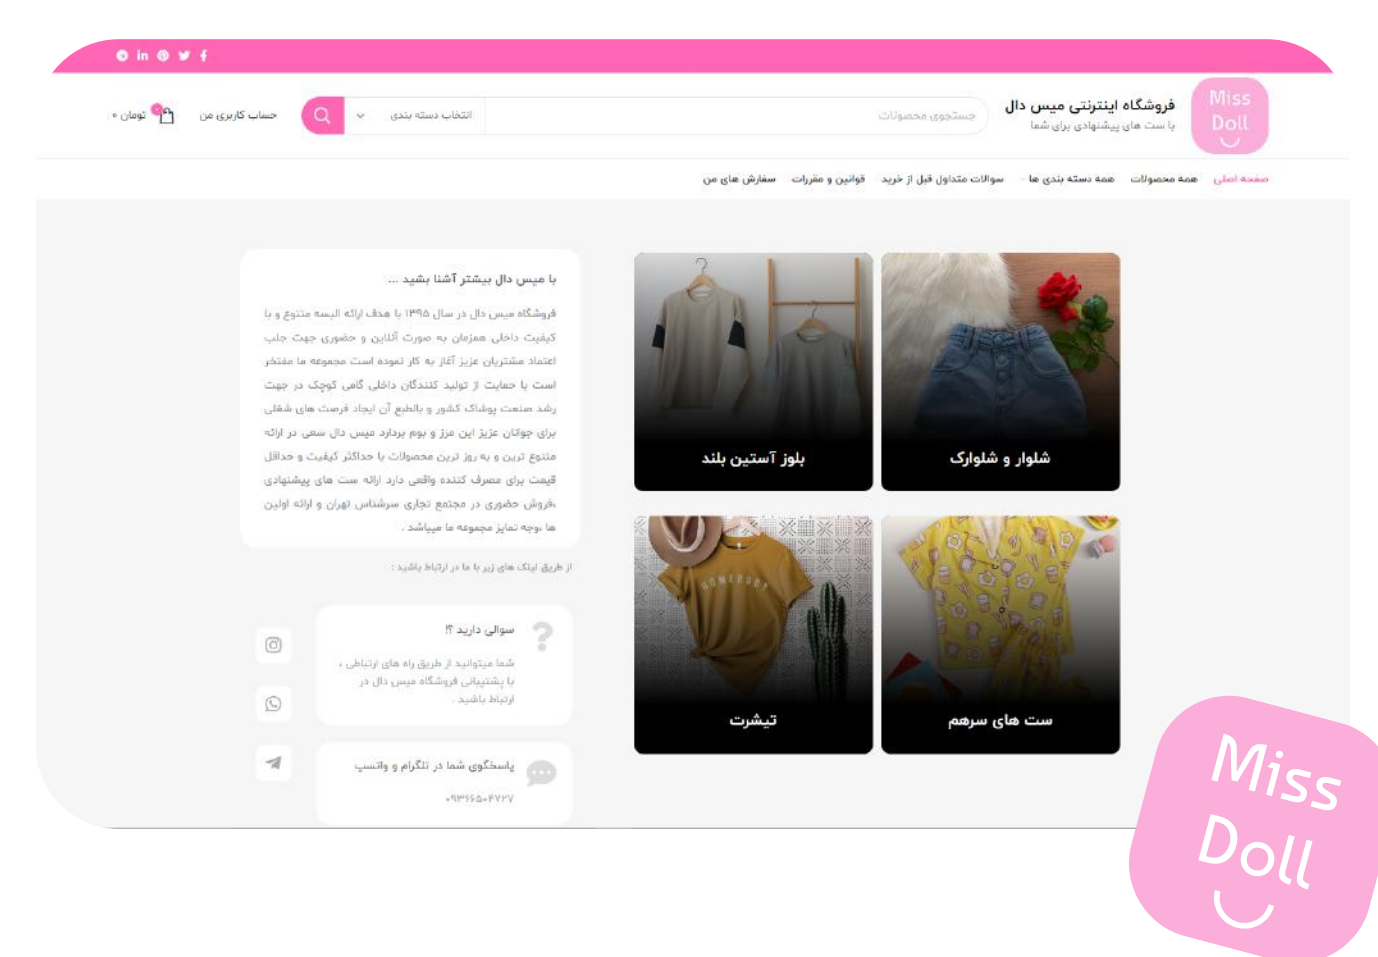 Miss
Doll
فروشگاه اینترنتی میس دال
با ست های پیشنهادی برای شما
جستجوی محصولات
انتخاب دسته بندی
حساب کاربری من
۰
تومان ۰
صفحه اصلی
همه محصولات
همه دسته بندی ها
سوالات متداول قبل از خرید
قوانین و مقررات
سفارش های من
شلوار و شلوارک
بلوز آستین بلند
ست های سرهم
تیشرت
HOMEBODY
با میس دال بیشتر آشنا بشید ...
فروشگاه میس دال در سال ۱۳۹۵ با هدف ارائه البسه متنوع و با
کیفیت داخلی همزمان به صورت آنلاین و حضوری جهت جلب
اعتماد مشتریان عزیز آغاز به کار نموده است مجموعه ما مفتخر
است با حمایت از تولید کنندگان داخلی گامی کوچک در جهت
رشد صنعت پوشاک کشور و بالطبع آن ایجاد فرصت های شغلی
برای جوانان عزیز این مرز و بوم بردارد میس دال سعی در ارائه
متنوع ترین و به روز ترین محصولات با حداکثر کیفیت و حداقل
قیمت برای مصرف کننده واقعی دارد ارائه ست های پیشنهادی
،فروش حضوری در مجتمع تجاری سرشناس تهران و ارائه اولین
ها ،وجه تمایز مجموعه ما میباشد .
از طریق لینک های زیر با ما در ارتباط باشید :
سوالی دارید ؟!
شما میتوانید از طریق راه های ارتباطی ،
با پشتیبانی فروشگاه میس دال در
ارتباط باشید .
پاسخگوی شما در تلگرام و واتسپ
۰۹۳۶۶۵۰۴۷۲۷
Miss
Doll